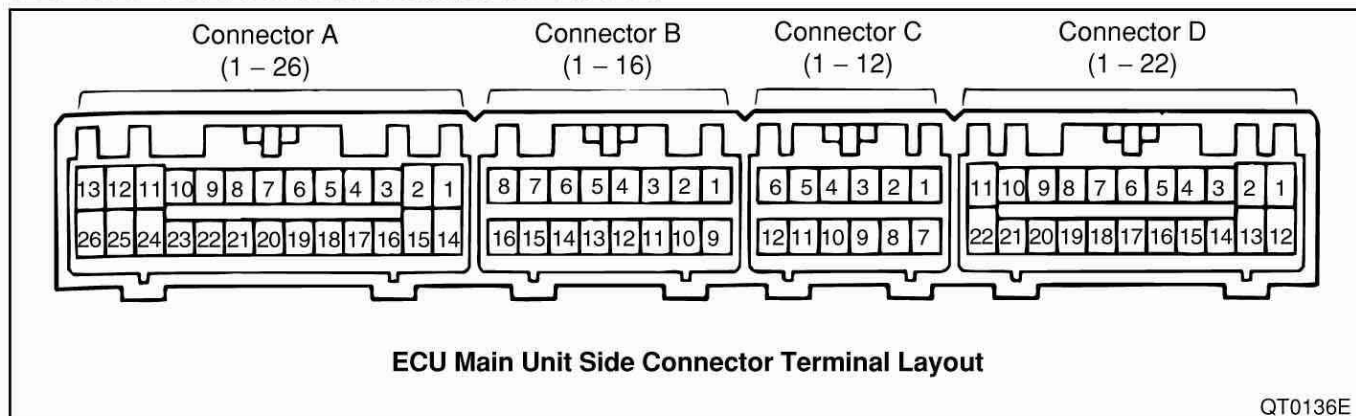 Connector A
(1 – 26)
Connector B
(1 – 16)
Connector C
(1 – 12)
Connector D
(1 – 22)
13 12 11 10 9 8 7 6 5 4 3 2 1
26 25 24 23 22 21 20 19 18 17 16 15 14
8 7 6 5 4 3 2 1
16 15 14 13 12 11 10 9
6 5 4 3 2 1
12 11 10 9 8 7
11 10 9 8 7 6 5 4 3 2 1
22 21 20 19 18 17 16 15 14 13 12
ECU Main Unit Side Connector Terminal Layout
QT0136E